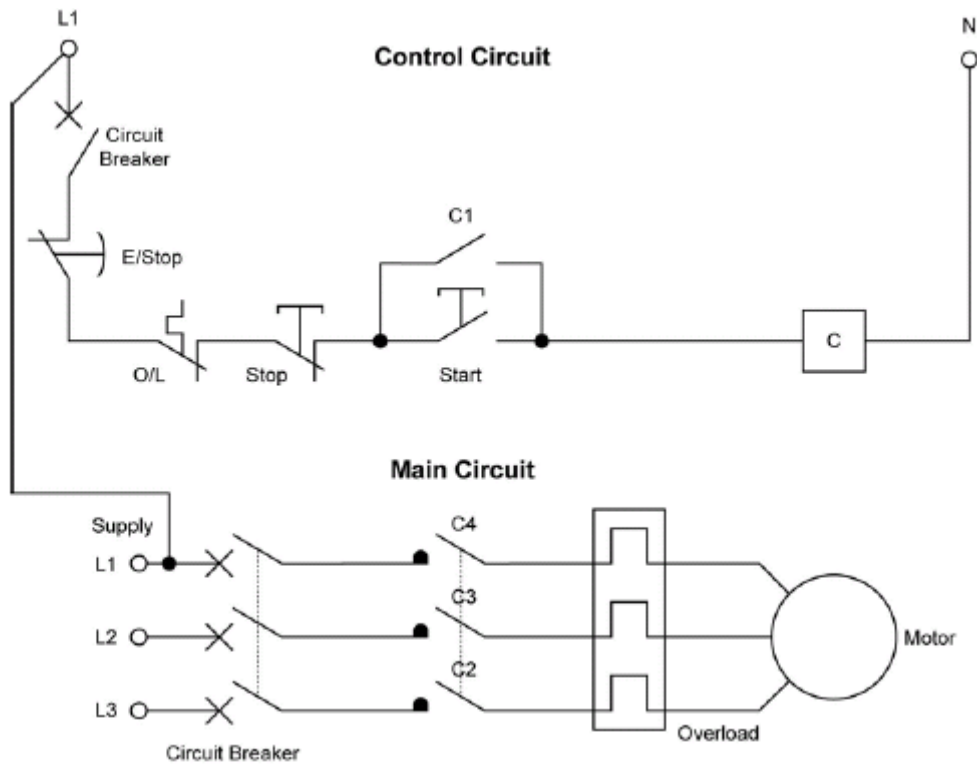 L1
N
Control Circuit
Circuit
Breaker
C1
E/Stop
O/L
Stop
Start
C
Main Circuit
Supply
C4
L1
C3
L2
Motor
C2
L3
Overload
Circuit Breaker